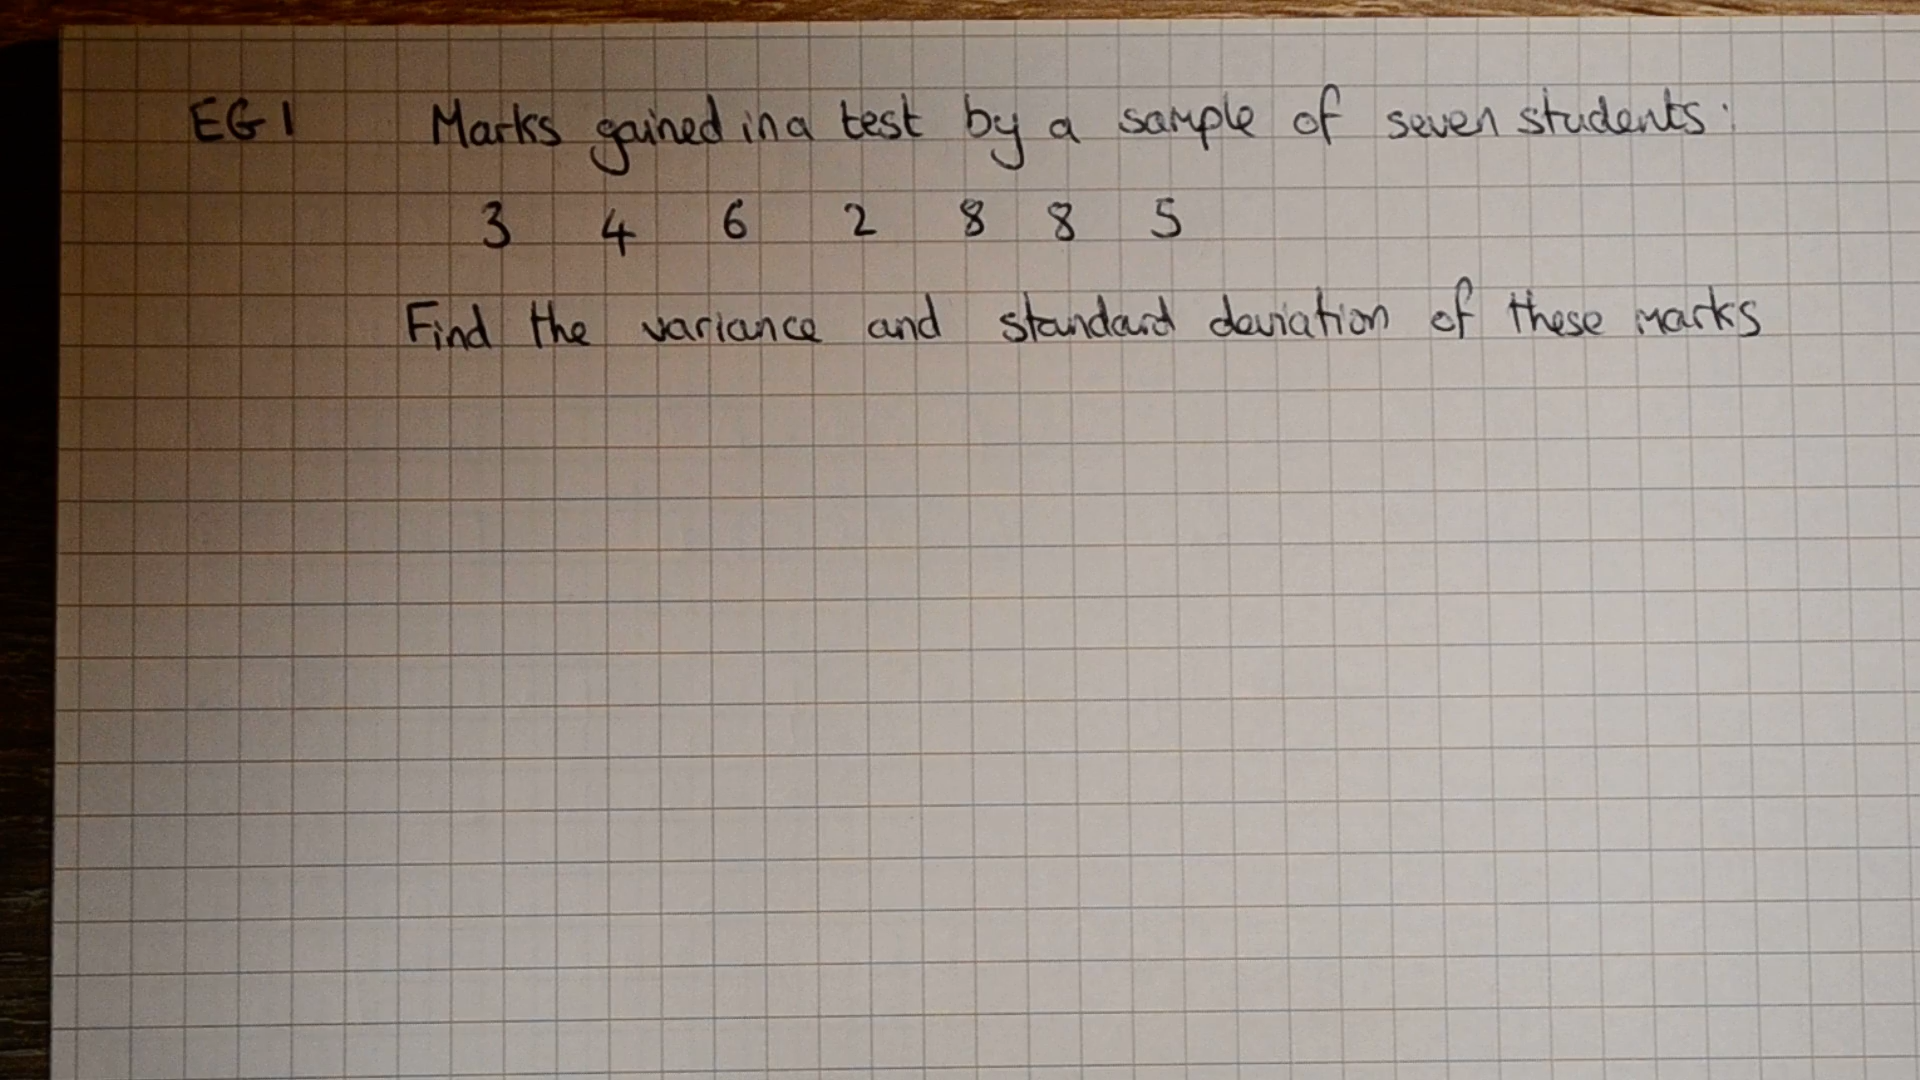 EG 1 Marks gained in a test by a sample of seven students:
3 4 6 2 8 8 5
Find the variance and standard deviation of these marks